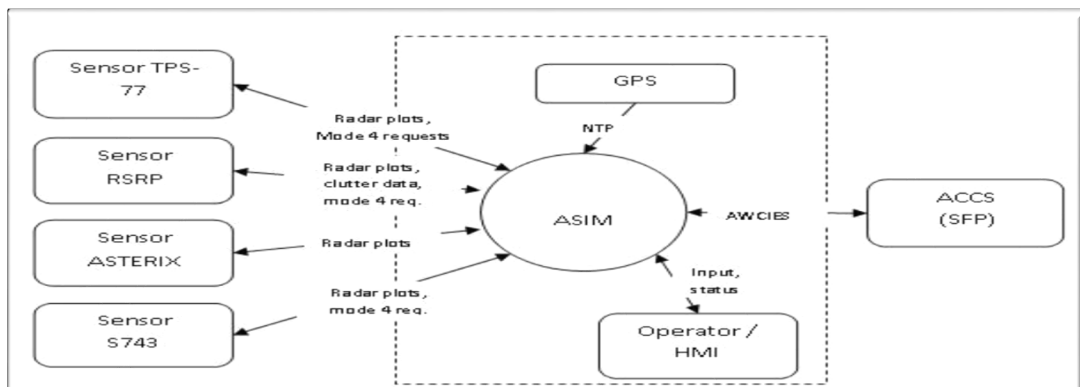 Sensor TPS-
77
Radar plots,
Mode 4 requests
Sensor
RSRP
Radar plots,
clutter data,
mode 4 req.
Sensor
ASTERIX
Radar plots
Sensor
S743
Radar plots,
mode 4 req.
GPS
NTP
ASIM
AWCIES
ACCS
(SFP)
Input,
status
Operator /
HMI